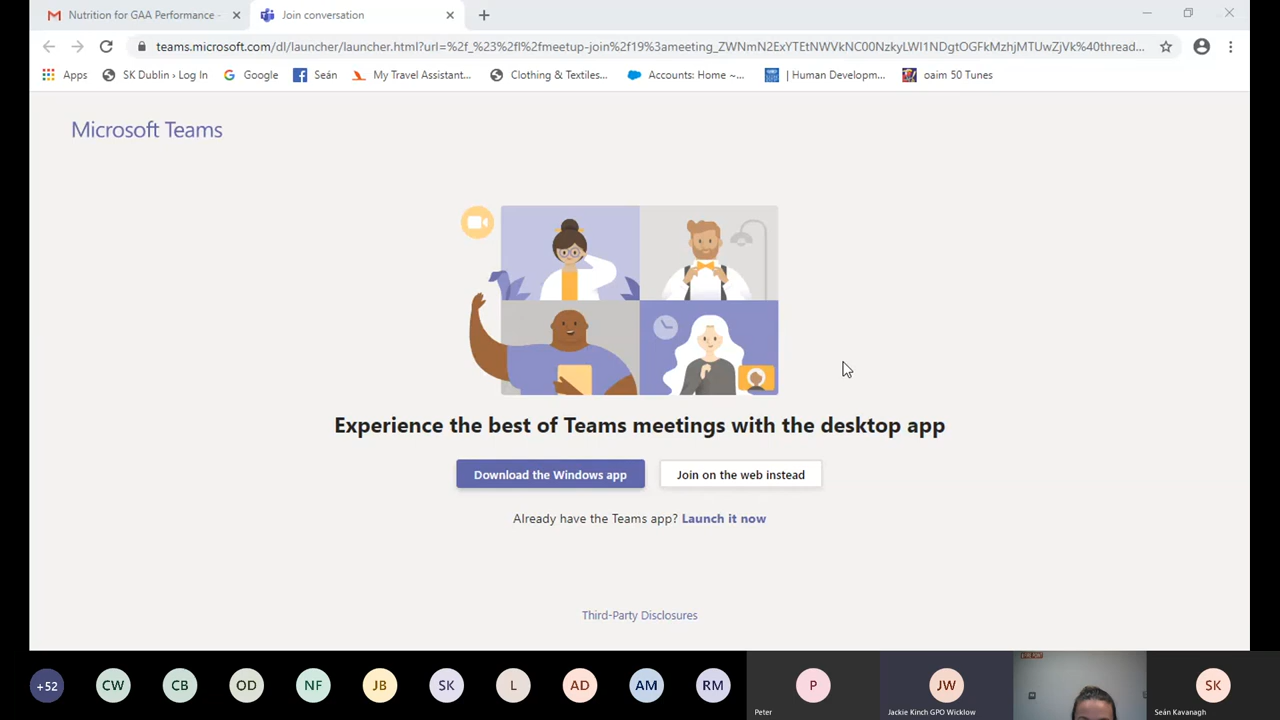 Nutrition for GAA Performance -
Join conversation
teams.microsoft.com/dl/launcher/launcher.html?url=%2f_%23%2fl%2fmeetup-join%2f19%3ameeting_ZWNmN2ExYTEtNWVkNC00NzkyLWI1NDgtOGFkMzhjMTUwZjVk%40thread...
Apps
SK Dublin › Log In
Google
Seán
My Travel Assistant...
Clothing & Textiles...
Accounts: Home ~...
| Human Developm...
oaim 50 Tunes
Microsoft Teams
Experience the best of Teams meetings with the desktop app
Download the Windows app
Join on the web instead
Already have the Teams app? Launch it now
Third-Party Disclosures
+52
CW
CB
OD
NF
JB
SK
L
AD
AM
RM
P
Peter
JW
Jackie Kinch GPO Wicklow
SK
Seán Kavanagh